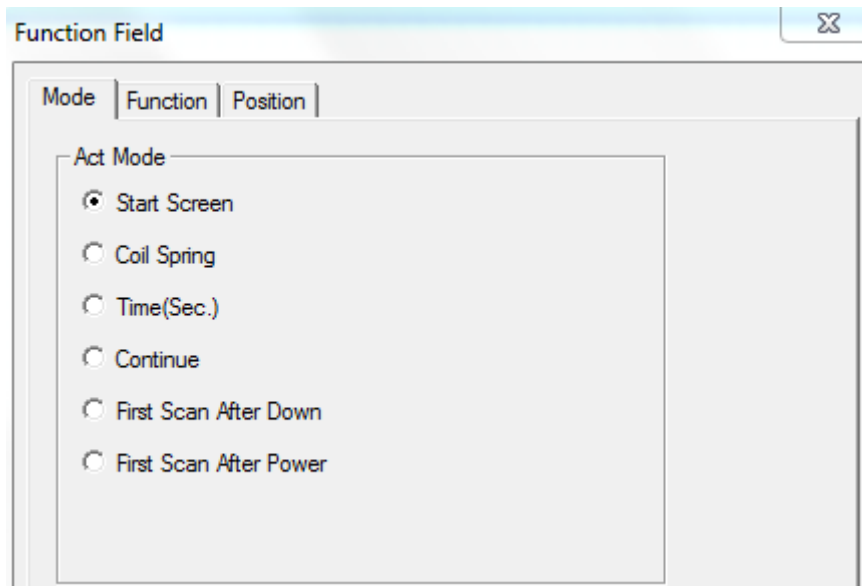 Function Field
Mode Function Position
Act Mode
Start Screen
Coil Spring
Time(Sec.)
Continue
First Scan After Down
First Scan After Power